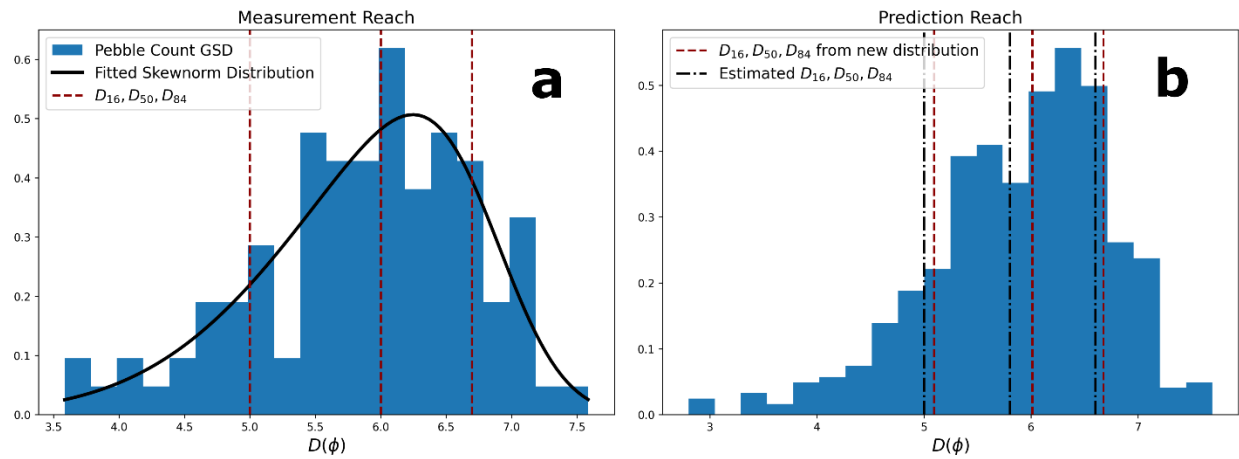 Measurement Reach
Pebble Count GSD
Fitted Skewnorm Distribution
D₁₆, D₅₀, D₈₄
a
0.6
0.5
0.4
0.3
0.2
0.1
0.0
3.5 4.0 4.5 5.0 5.5 6.0 6.5 7.0 7.5
D(ϕ)
Prediction Reach
D₁₆, D₅₀, D₈₄ from new distribution
Estimated D₁₆, D₅₀, D₈₄
b
0.5
0.4
0.3
0.2
0.1
0.0
3 4 5 6 7
D(ϕ)